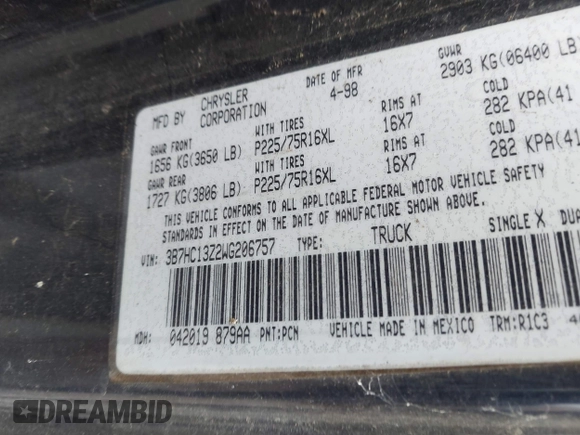 MFD BY CHRYSLER CORPORATION DATE OF MFR 4-98 GVWR 2903 KG(06400 LB
GAWR FRONT WITH TIRES RIMS AT COLD
1656 KG(3650 LB) P225/75R16XL 16X7 282 KPA(41
GAWR REAR WITH TIRES RIMS AT COLD
1727 KG(3806 LB) P225/75R16XL 16X7 282 KPA(41
THIS VEHICLE CONFORMS TO ALL APPLICABLE FEDERAL MOTOR VEHICLE SAFETY
STANDARDS IN EFFECT ON THE DATE OF MANUFACTURE SHOWN ABOVE.
VIN: 3B7HC13Z2WG206757 TYPE: TRUCK SINGLE X DUA
MDH: 042019 879AA PNT:PCN VEHICLE MADE IN MEXICO TRM:R1C3
DREAMBID